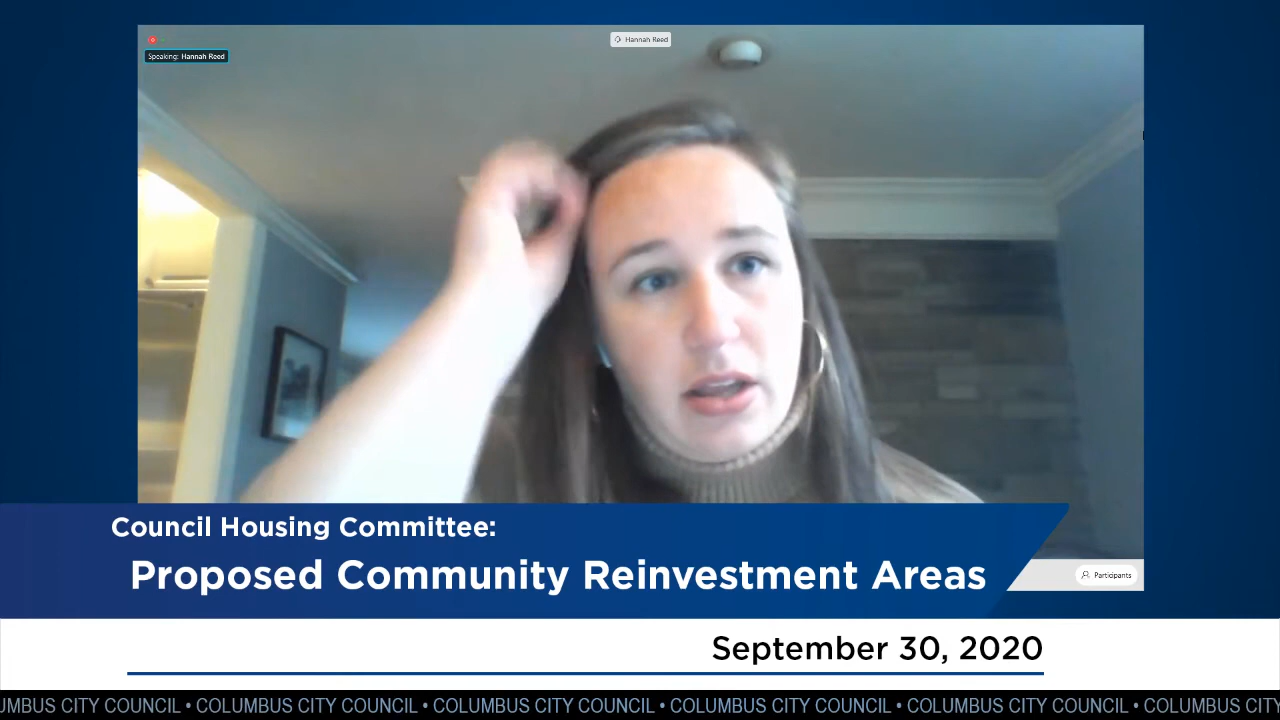 Hannah Reed
Speaking: Hannah Reed
Council Housing Committee:
Proposed Community Reinvestment Areas
Participants
September 30, 2020
UMBUS CITY COUNCIL • COLUMBUS CITY COUNCIL • COLUMBUS CITY COUNCIL • COLUMBUS CITY COUNCIL • COLUMBUS CITY COUNCIL • COLUMBUS CITY